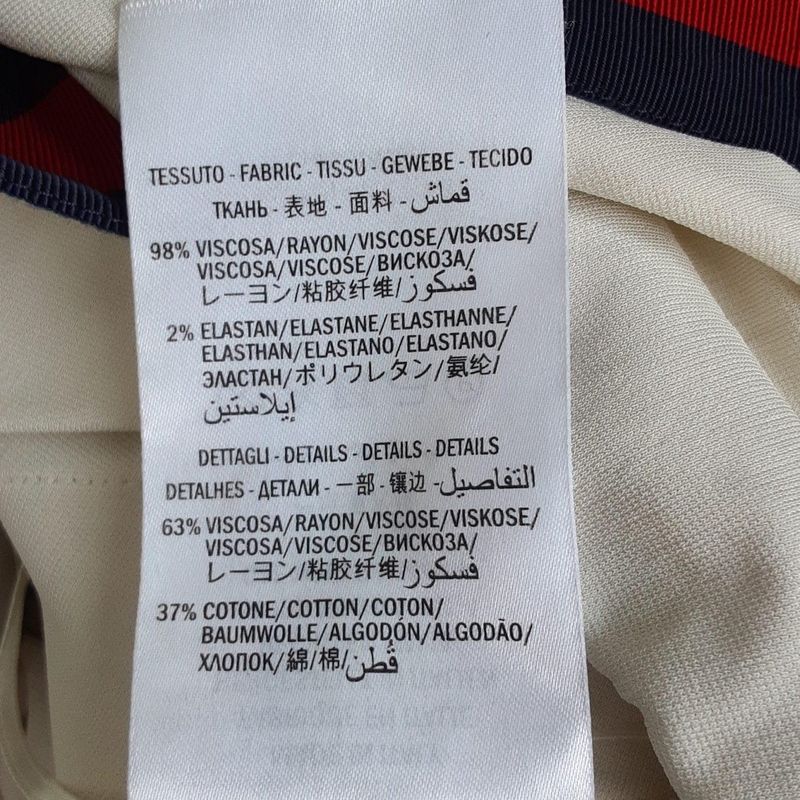 TESSUTO - FABRIC - TISSU - GEWEBE - TECIDO
ТКАНЬ - 表地 - 面料 - قماش
98% VISCOSA/RAYON/VISCOSE/VISKOSE/
VISCOSA/VISCOSE/ВИСКОЗА/
レーヨン/粘胶纤维/فسكوز
2% ELASTAN/ELASTANE/ELASTHANNE/
ELASTHAN/ELASTANO/ELASTANO/
ЭЛАСТАН/ポリウレタン/氨纶/
إيلاستين
DETTAGLI - DETAILS - DETAILS - DETAILS
DETALHES - ДЕТАЛИ - 一部 - 镶边 - التفاصيل
63% VISCOSA/RAYON/VISCOSE/VISKOSE/
VISCOSA/VISCOSE/ВИСКОЗА/
レーヨン/粘胶纤维/فسكوز
37% COTONE/COTTON/COTON/
BAUMWOLLE/ALGODÓN/ALGODÃO/
ХЛОПОК/綿/棉/قُطن